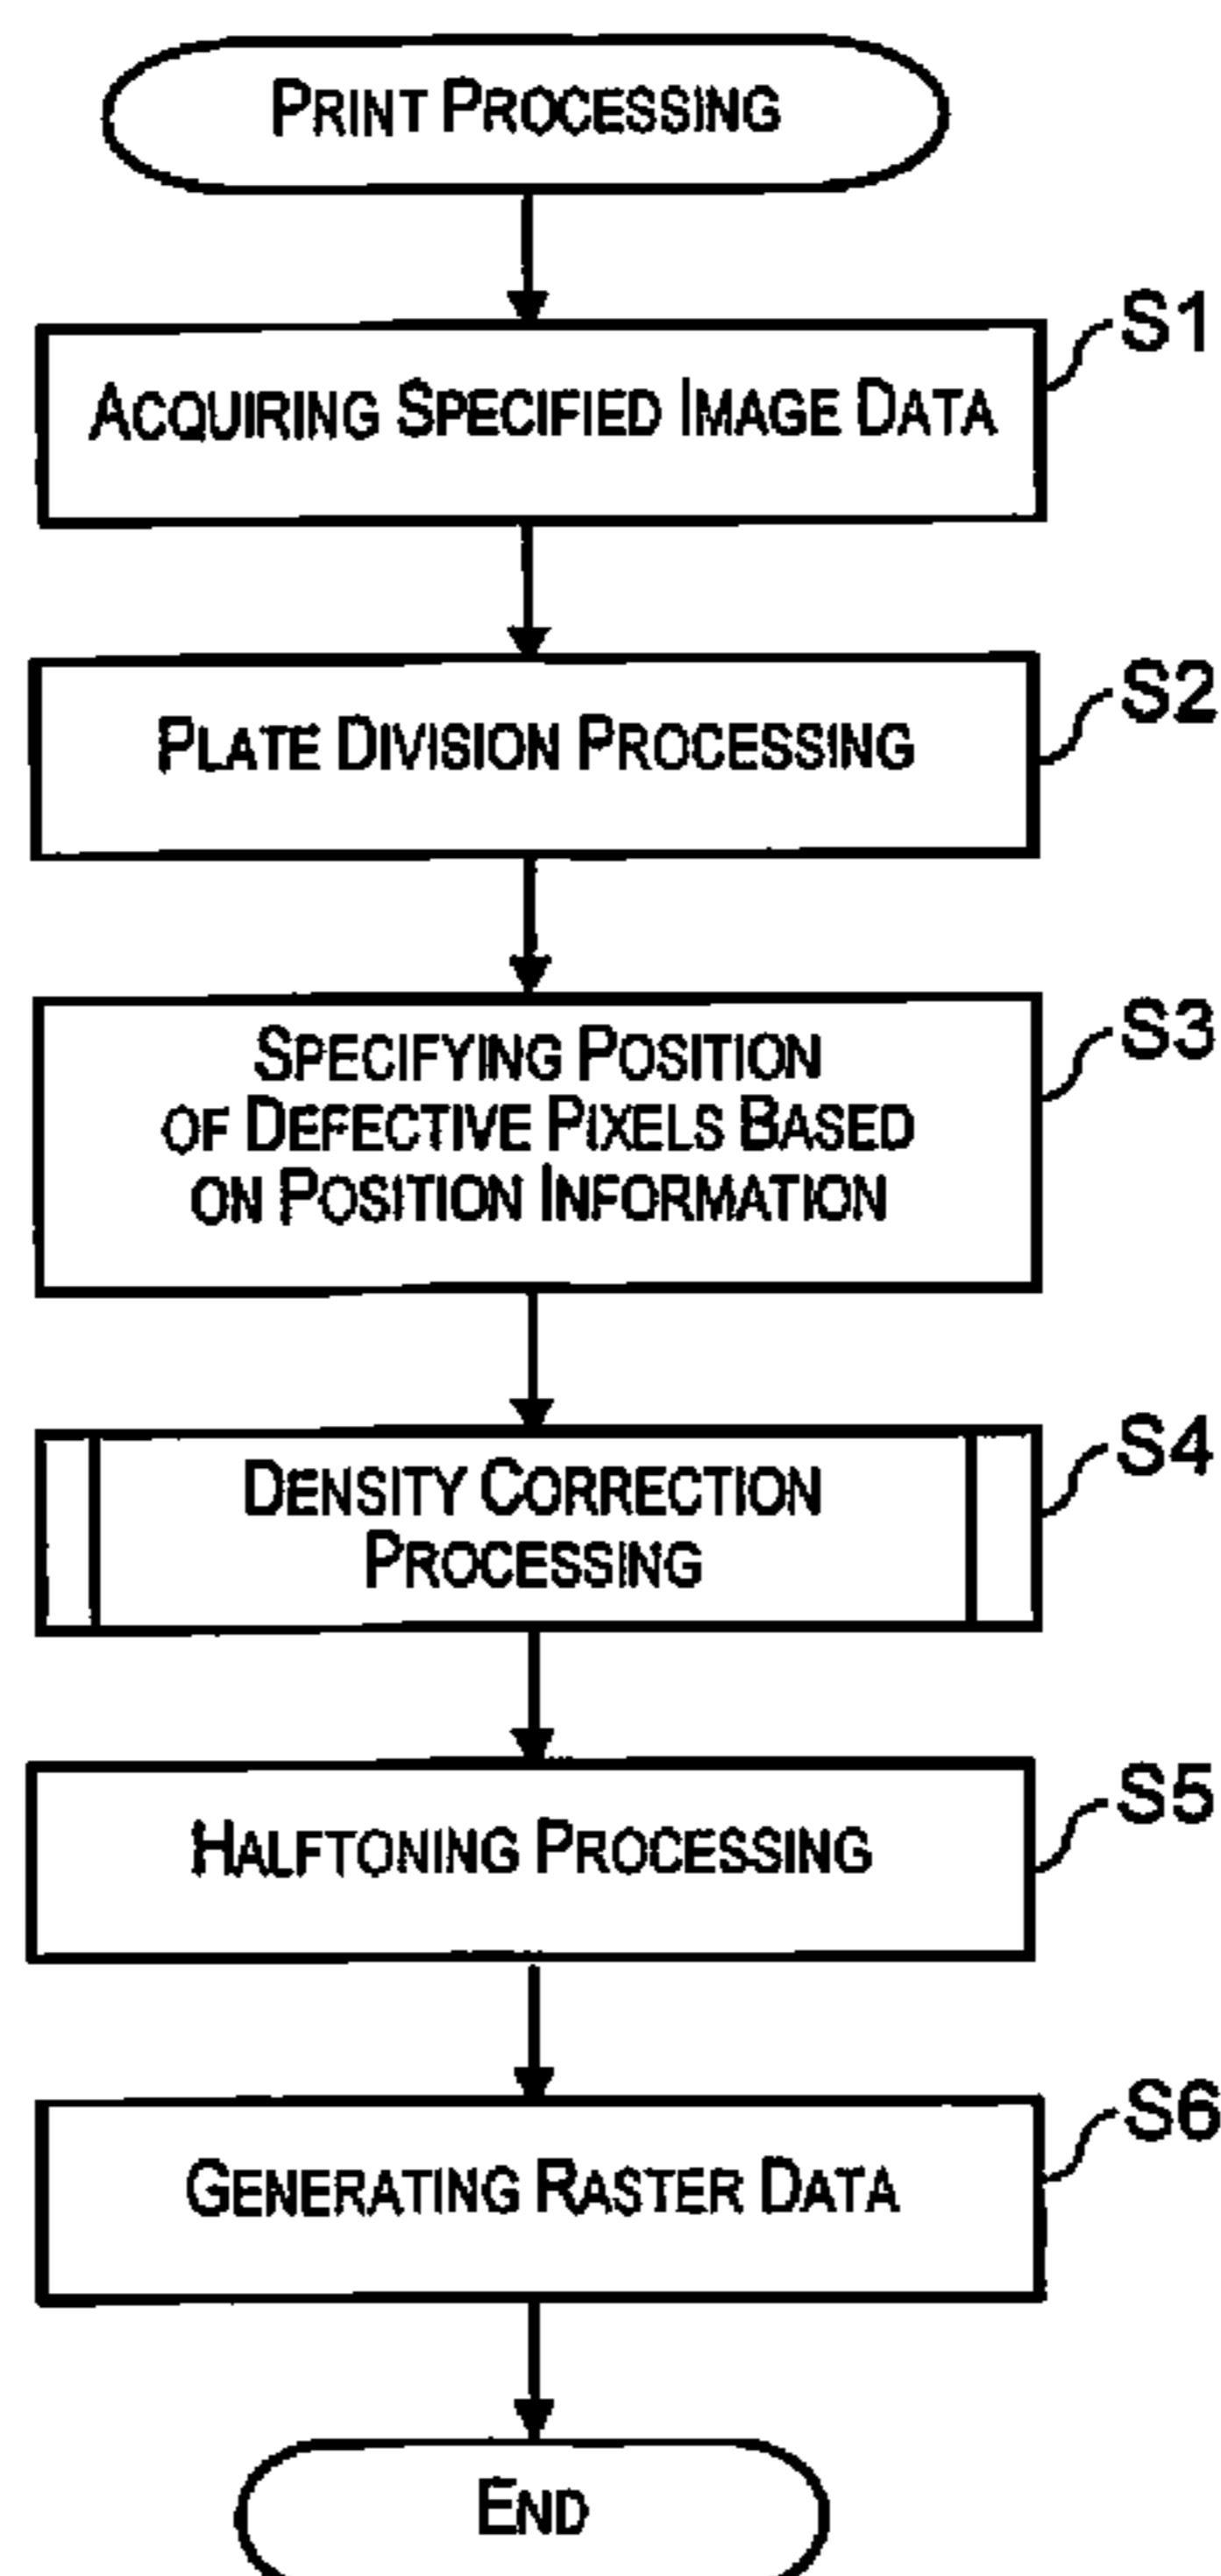 PRINT PROCESSING
S1
ACQUIRING SPECIFIED IMAGE DATA
S2
PLATE DIVISION PROCESSING
S3
SPECIFYING POSITION
OF DEFECTIVE PIXELS BASED
ON POSITION INFORMATION
S4
DENSITY CORRECTION
PROCESSING
S5
HALFTONING PROCESSING
S6
GENERATING RASTER DATA
END